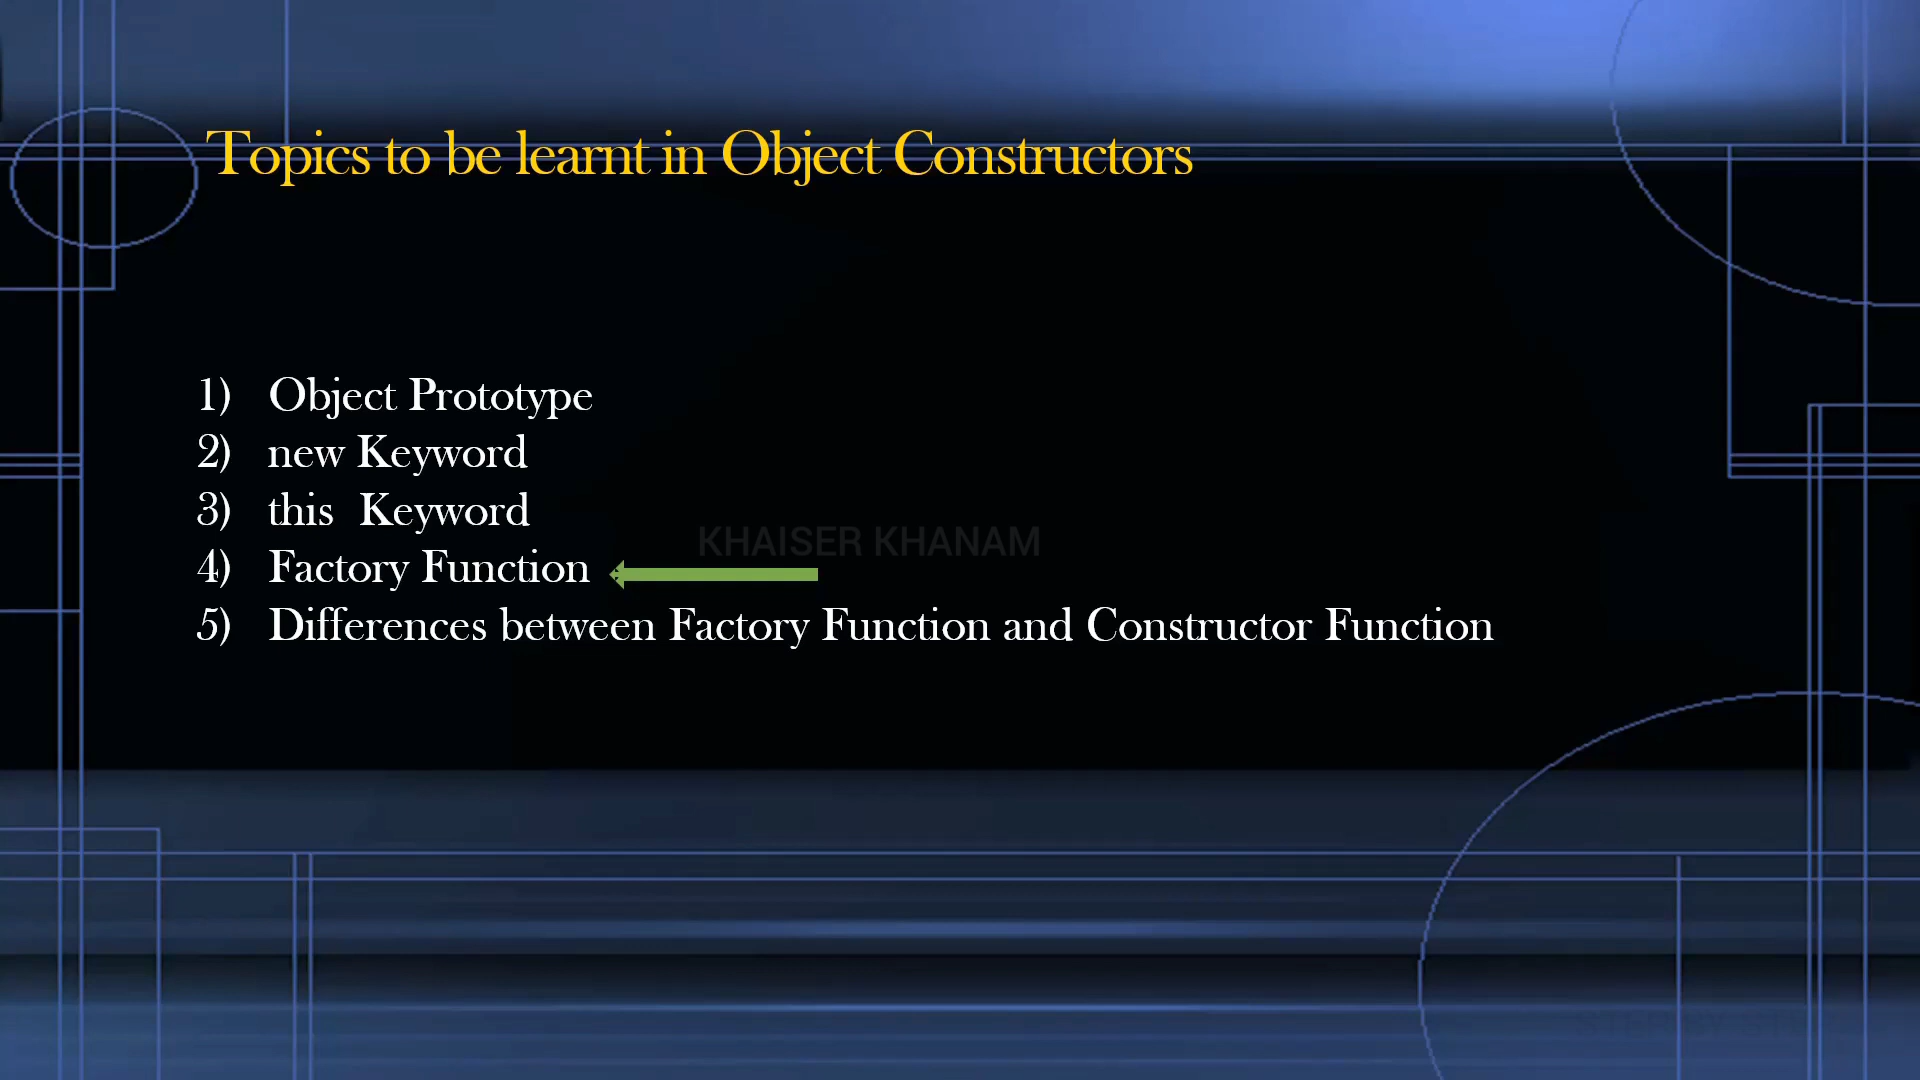 Topics to be learnt in Object Constructors
1) Object Prototype
2) new Keyword
3) this Keyword
KHAISER KHANAM
4) Factory Function
5) Differences between Factory Function and Constructor Function